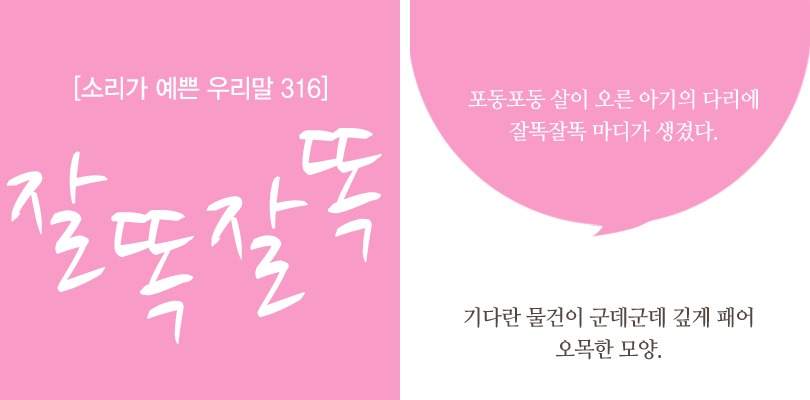 [소리가 예쁜 우리말 316]
잘똑잘똑
포동포동 살이 오른 아기의 다리에
잘똑잘똑 마디가 생겼다.
기다란 물건이 군데군데 깊게 패어
오목한 모양.